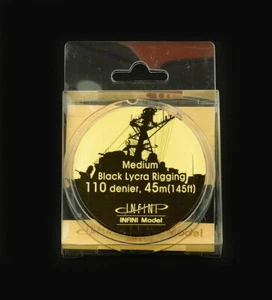 Medium
Black Lycra Rigging
110 denier, 45m(145ft)
INFINI
INFINI Model